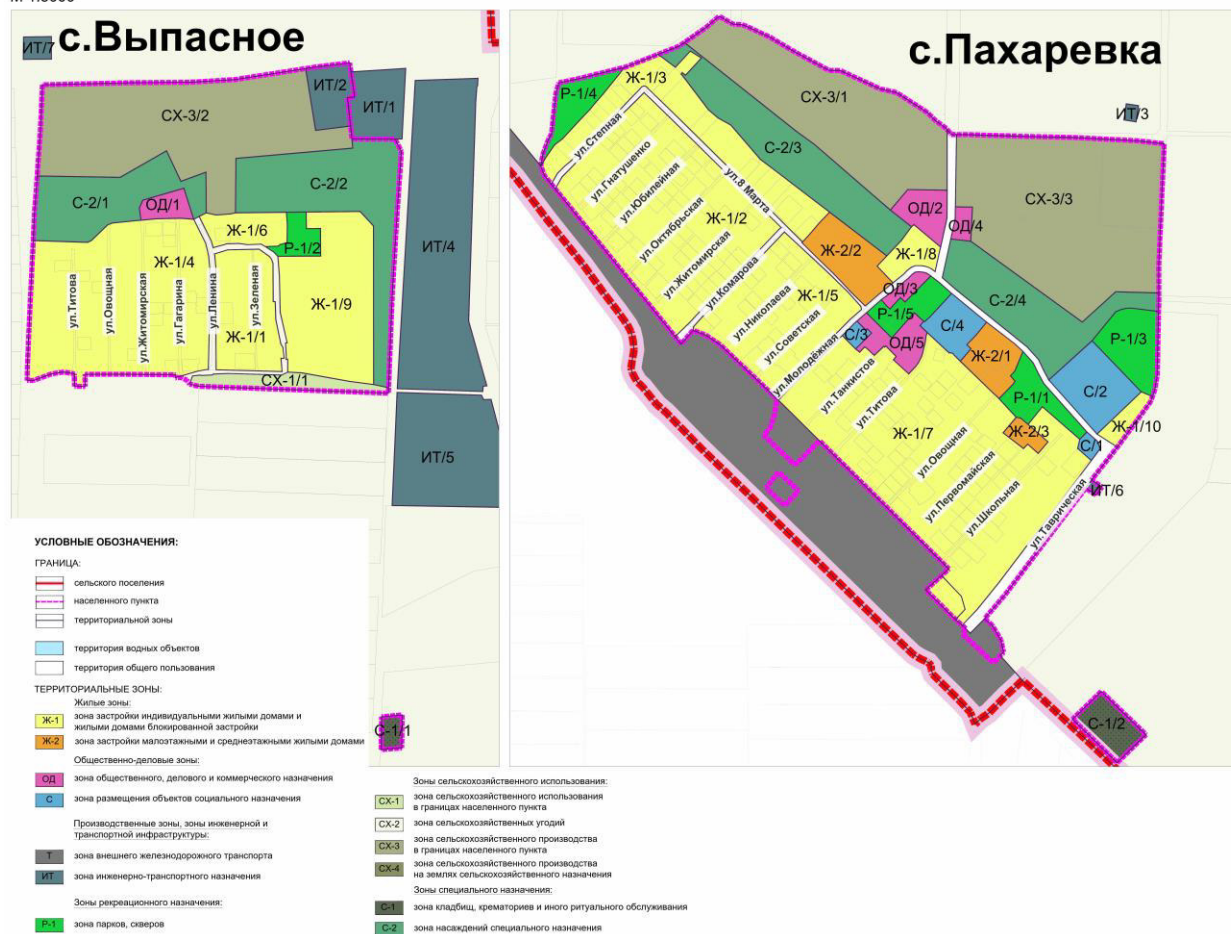 с.Выпасное
ИТ/7
ИТ/2
ИТ/1
СХ-3/2
С-2/2
С-2/1
ОД/1
Ж-1/6
Р-1/2
ИТ/4
Ж-1/4
Ж-1/9
ул.Титова
ул.Овощная
ул.Житомирская
ул.Гагарина
ул.Ленина
ул.Зеленая
Ж-1/1
СХ-1/1
ИТ/5
С-1/1
с.Пахаревка
Ж-1/3
Р-1/4
СХ-3/1
ИТ/3
ул.Степная
С-2/3
ул.Гнатушенко
ул.Юбилейная
ул.8 Марта
СХ-3/3
ул.Октябрьская
Ж-1/2
ОД/2
ОД/4
ул.Житомирская
Ж-2/2
Ж-1/8
ул.Комарова
ОД/3
Ж-1/5
С-2/4
ул.Николаева
Р-1/5
ул.Советская
С/3
С/4
ОД/5
Р-1/3
ул.Молодёжная
Ж-2/1
ул.Танкистов
С/2
ул.Титова
Р-1/1
Ж-1/7
Ж-2/3
Ж-1/10
С/1
ул.Овощная
ИТ/6
ул.Первомайская
ул.Школьная
ул.Таврическая
С-1/2
УСЛОВНЫЕ ОБОЗНАЧЕНИЯ:
ГРАНИЦА:
сельского поселения
населенного пункта
территориальной зоны
территория водных объектов
территория общего пользования
ТЕРРИТОРИАЛЬНЫЕ ЗОНЫ:
Жилые зоны:
Ж-1 зона застройки индивидуальными жилыми домами и
жилыми домами блокированной застройки
Ж-2 зона застройки малоэтажными и среднеэтажными жилыми домами
Общественно-деловые зоны:
ОД зона общественного, делового и коммерческого назначения
С зона размещения объектов социального назначения
Производственные зоны, зоны инженерной и
транспортной инфраструктуры:
Т зона внешнего железнодорожного транспорта
ИТ зона инженерно-транспортного назначения
Зоны рекреационного назначения:
Р-1 зона парков, скверов
Зоны сельскохозяйственного использования:
СХ-1 зона сельскохозяйственного использования
в границах населенного пункта
СХ-2 зона сельскохозяйственных угодий
СХ-3 зона сельскохозяйственного производства
в границах населенного пункта
СХ-4 зона сельскохозяйственного производства
на землях сельскохозяйственного назначения
Зоны специального назначения:
С-1 зона кладбищ, крематориев и иного ритуального обслуживания
С-2 зона насаждений специального назначения